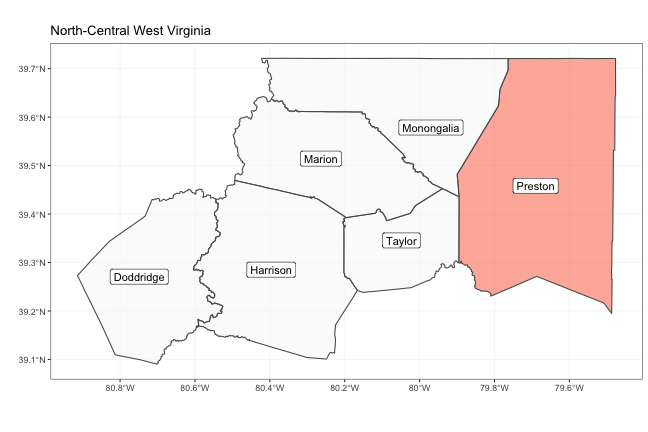 North-Central West Virginia
39.7°N
39.6°N
Monongalia
Marion
39.5°N
Preston
39.4°N
Taylor
39.3°N
Harrison
Doddridge
39.2°N
39.1°N
80.8°W 80.6°W 80.4°W 80.2°W 80°W 79.8°W 79.6°W